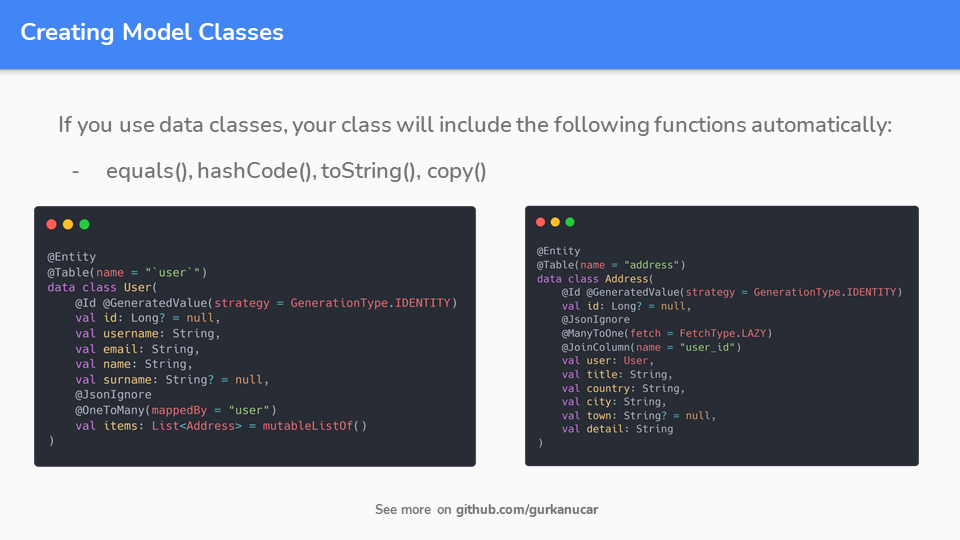 Creating Model Classes
If you use data classes, your class will include the following functions automatically:
- equals(), hashCode(), toString(), copy()
@Entity
@Table(name = "`user`")
data class User(
    @Id @GeneratedValue(strategy = GenerationType.IDENTITY)
    val id: Long? = null,
    val username: String,
    val email: String,
    val name: String,
    val surname: String? = null,
    @JsonIgnore
    @OneToMany(mappedBy = "user")
    val items: List<Address> = mutableListOf()
)
@Entity
@Table(name = "address")
data class Address(
    @Id @GeneratedValue(strategy = GenerationType.IDENTITY)
    val id: Long? = null,
    @JsonIgnore
    @ManyToOne(fetch = FetchType.LAZY)
    @JoinColumn(name = "user_id")
    val user: User,
    val title: String,
    val country: String,
    val city: String,
    val town: String? = null,
    val detail: String
)
See more on github.com/gurkanucar